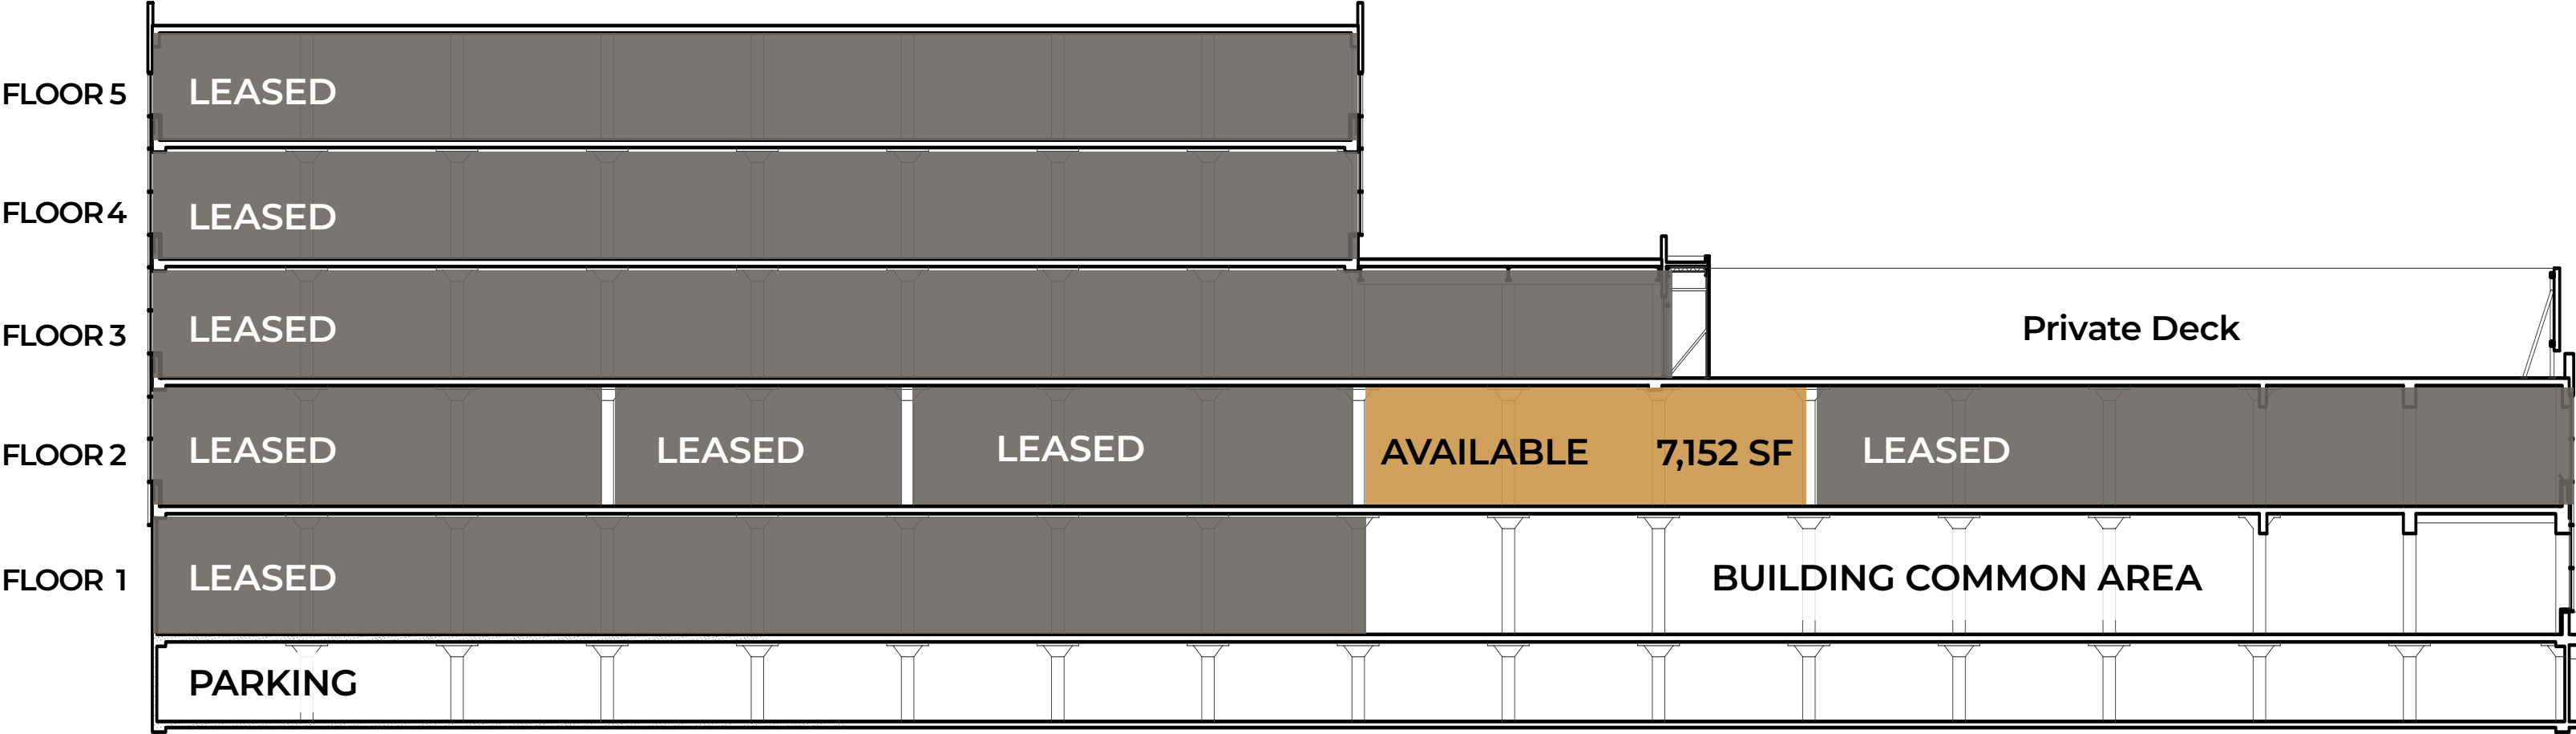 FLOOR 5 LEASED
FLOOR 4 LEASED
FLOOR 3 LEASED Private Deck
FLOOR 2 LEASED LEASED LEASED AVAILABLE 7,152 SF LEASED
FLOOR 1 LEASED BUILDING COMMON AREA
PARKING